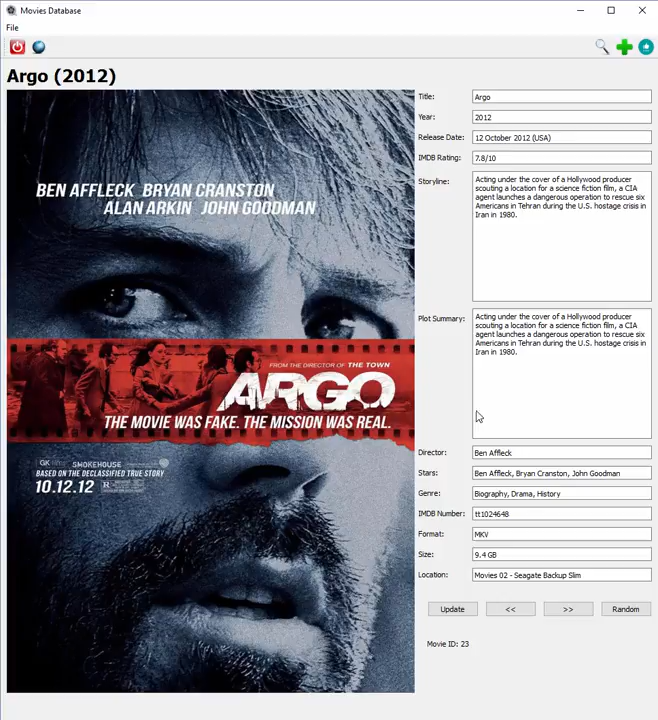 Movies Database
File
Argo (2012)
BEN AFFLECK BRYAN CRANSTON
ALAN ARKIN JOHN GOODMAN
FROM THE DIRECTOR OF THE TOWN
ARGO
THE MOVIE WAS FAKE. THE MISSION WAS REAL.
GK
SMOKEHOUSE
BASED ON THE DECLASSIFIED TRUE STORY
10.12.12
R
Title: Argo
Year: 2012
Release Date: 12 October 2012 (USA)
IMDB Rating: 7.8/10
Storyline: Acting under the cover of a Hollywood producer
scouting a location for a science fiction film, a CIA
agent launches a dangerous operation to rescue six
Americans in Tehran during the U.S. hostage crisis in
Iran in 1980.
Plot Summary: Acting under the cover of a Hollywood producer
scouting a location for a science fiction film, a CIA
agent launches a dangerous operation to rescue six
Americans in Tehran during the U.S. hostage crisis in
Iran in 1980.
Director: Ben Affleck
Stars: Ben Affleck, Bryan Cranston, John Goodman
Genre: Biography, Drama, History
IMDB Number: tt1024648
Format: MKV
Size: 9.4 GB
Location: Movies 02 - Seagate Backup Slim
Update << >> Random
Movie ID: 23